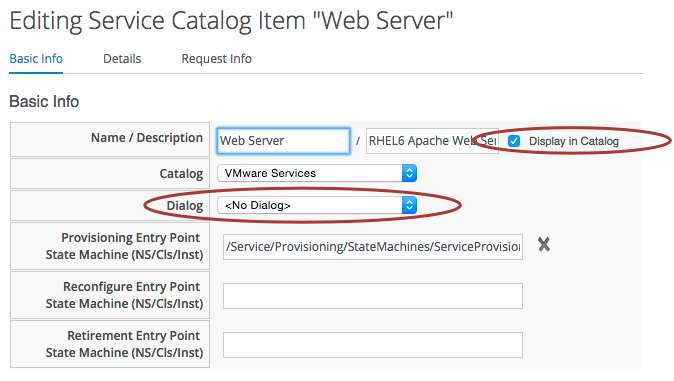 Editing Service Catalog Item "Web Server"
Basic Info Details Request Info
Basic Info
Name / Description Web Server / RHEL6 Apache Web Ser Display in Catalog
Catalog VMware Services
Dialog <No Dialog>
Provisioning Entry Point
State Machine (NS/Cls/Inst) /Service/Provisioning/StateMachines/ServiceProvision
Reconfigure Entry Point
State Machine (NS/Cls/Inst)
Retirement Entry Point
State Machine (NS/Cls/Inst)